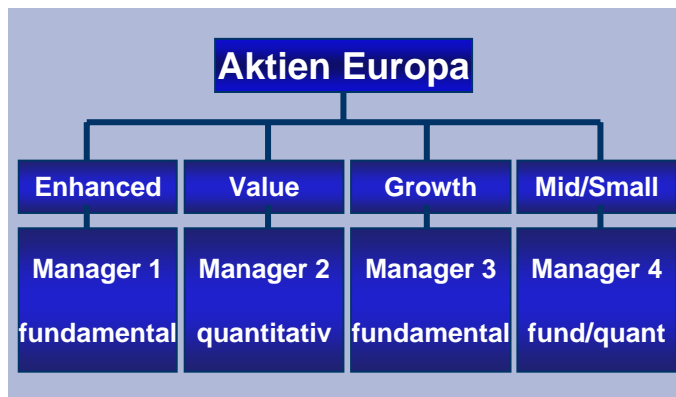 Aktien Europa
Enhanced
Value
Growth
Mid/Small
Manager 1
fundamental
Manager 2
quantitativ
Manager 3
fundamental
Manager 4
fund/quant